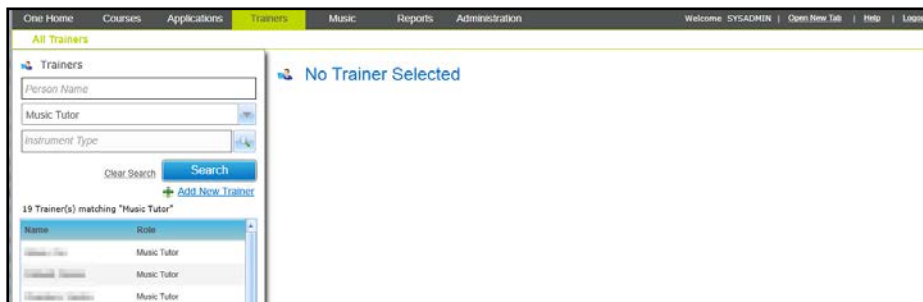 One Home Courses Applications Trainers Music Reports Administration Welcome SYSADMIN | Open New Tab | Help |
All Trainers
Trainers
No Trainer Selected
Person Name
Music Tutor
Instrument Type
Clear Search Search
Add New Trainer
19 Trainer(s) matching "Music Tutor"
Name Role
Music Tutor
Music Tutor
Music Tutor